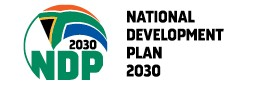 2030
NDP
NATIONAL
DEVELOPMENT
PLAN
2030